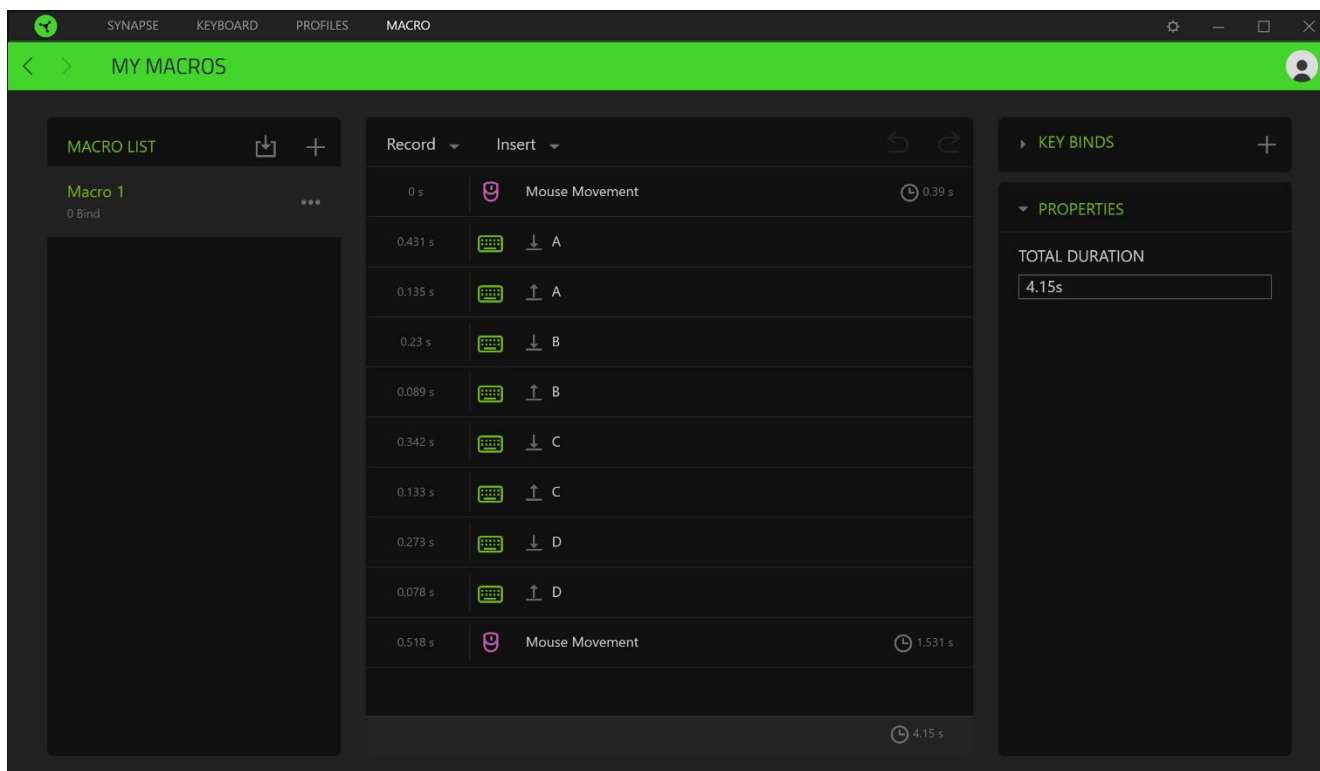 SYNAPSE KEYBOARD PROFILES MACRO
MY MACROS
MACRO LIST
Macro 1
0 Bind
Record Insert
0 s Mouse Movement 0.39 s
0.431 s A
0.135 s A
0.23 s B
0.089 s B
0.342 s C
0.133 s C
0.273 s D
0.078 s D
0.518 s Mouse Movement 1.531 s
4.15 s
KEY BINDS
PROPERTIES
TOTAL DURATION
4.15s